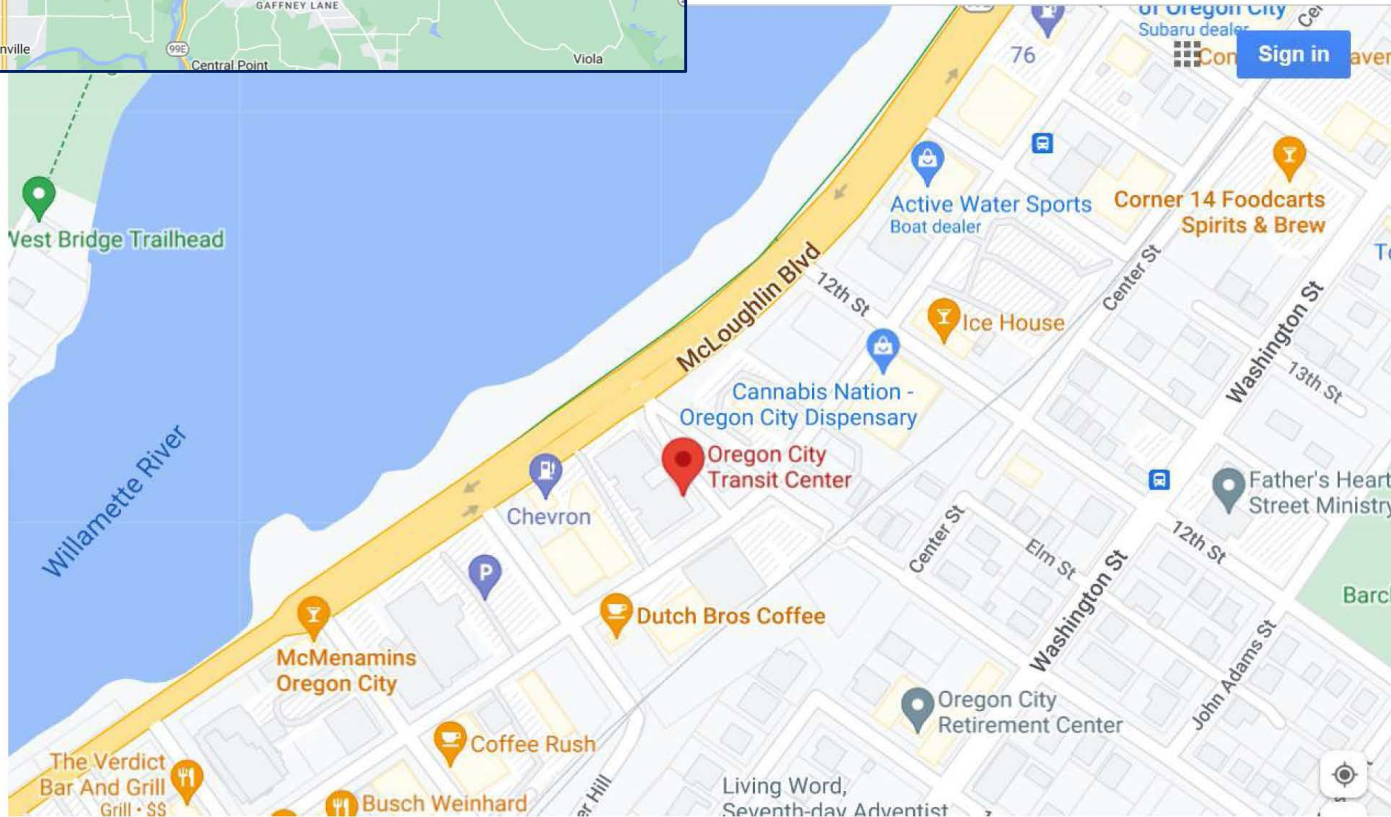 GAFFNEY LANE
nville
99E
Central Point
Viola
of Oregon City
Subaru dealer
76
Sign in
West Bridge Trailhead
Active Water Sports
Boat dealer
Corner 14 Foodcarts
Spirits & Brew
McLoughlin Blvd
12th St
Center St
Ice House
Washington St
13th St
Cannabis Nation -
Oregon City Dispensary
Oregon City
Transit Center
Willamette River
Chevron
P
Father's Heart
Street Ministry
Center St
Elm St
12th St
Washington St
Barcl
Dutch Bros Coffee
McMenamins
Oregon City
John Adams St
Oregon City
Retirement Center
Coffee Rush
The Verdict
Bar And Grill
Grill · $$
Busch Weinhard
er Hill
Living Word,
Seventh-day Adventist